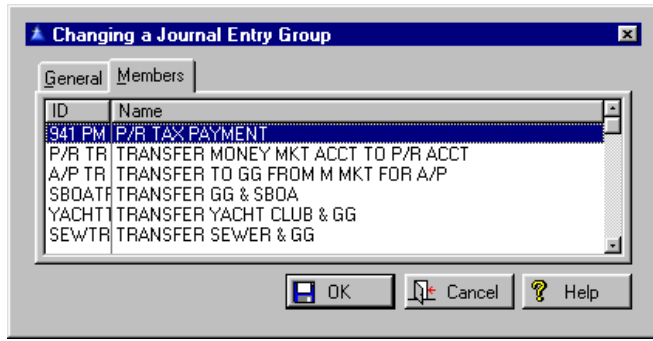 Changing a Journal Entry Group
General Members
ID Name
941 PM P/R TAX PAYMENT
P/R TR TRANSFER MONEY MKT ACCT TO P/R ACCT
A/P TR TRANSFER TO GG FROM M MKT FOR A/P
SBOATF TRANSFER GG & SBOA
YACHTT TRANSFER YACHT CLUB & GG
SEWTR TRANSFER SEWER & GG
OK Cancel ? Help